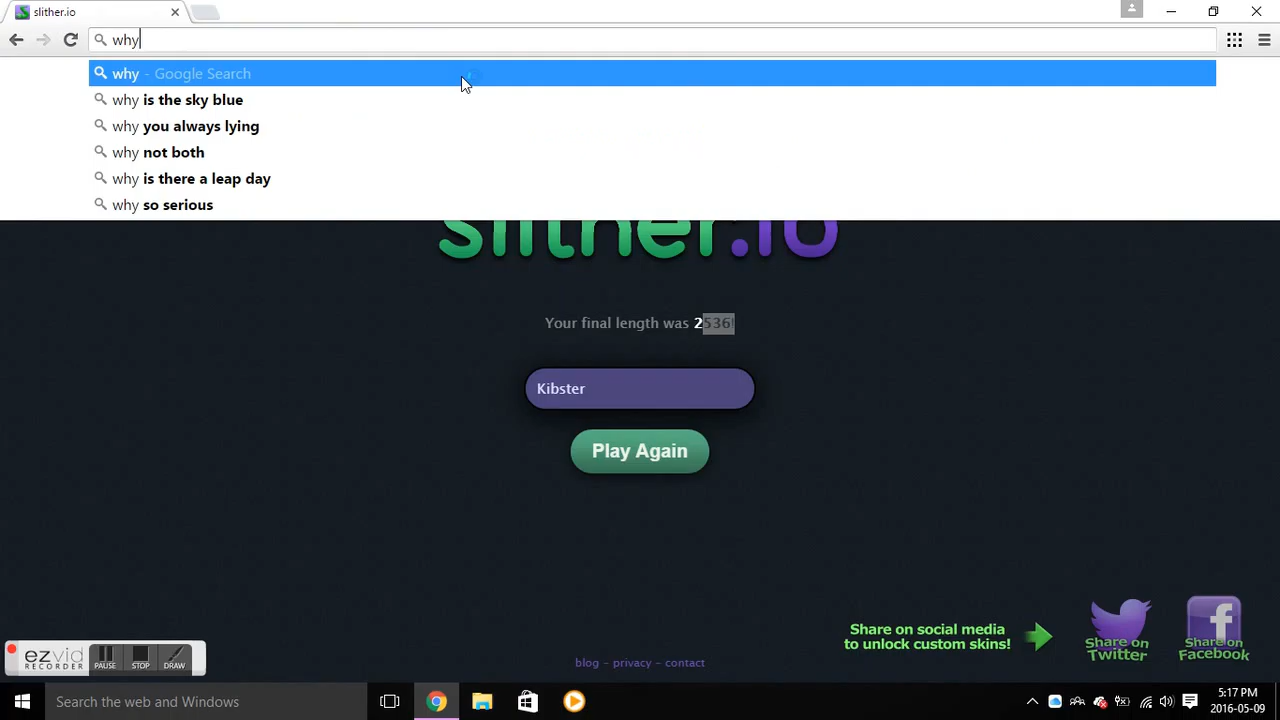 slither.io
why
why - Google Search
why is the sky blue
why you always lying
why not both
why is there a leap day
why so serious
slither.io
Your final length was 2536!
Kibster
Play Again
Share on social media
to unlock custom skins!
Share on
Twitter
Share on
Facebook
ezvid
RECORDER
PAUSE
STOP
DRAW
blog - privacy - contact
Search the web and Windows
5:17 PM
2016-05-09